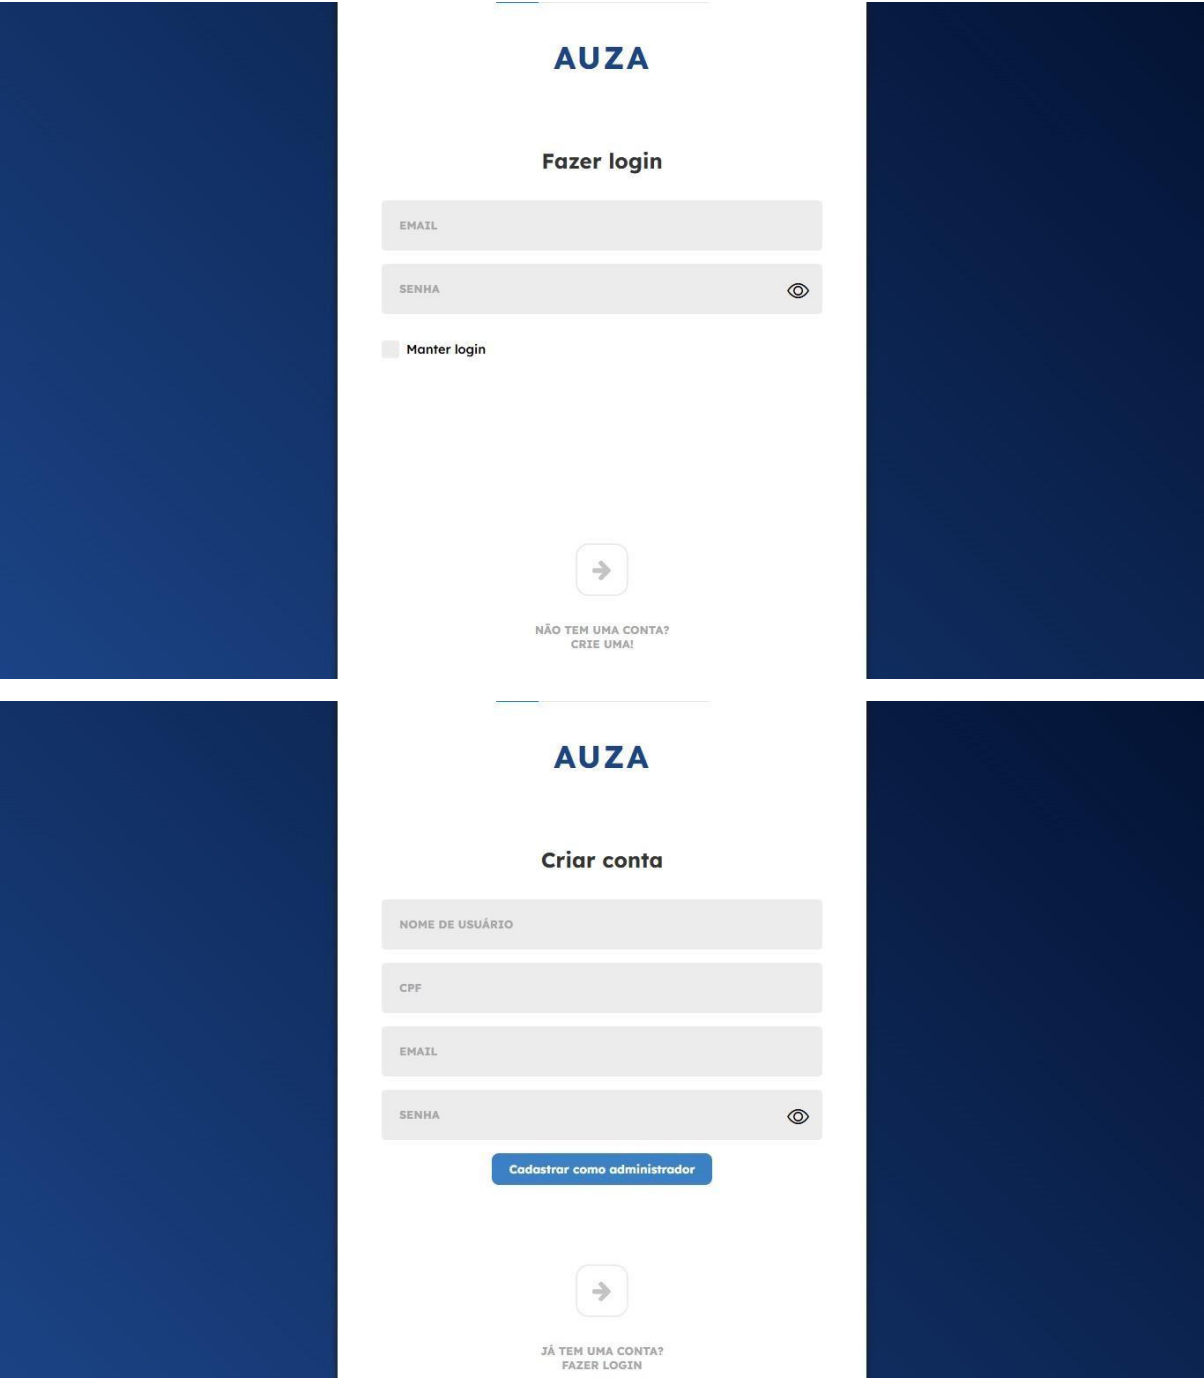 AUZA
Fazer login
EMAIL
SENHA
Manter login
NÃO TEM UMA CONTA?
CRIE UMA!
AUZA
Criar conta
NOME DE USUÁRIO
CPF
EMAIL
SENHA
Cadastrar como administrador
JÁ TEM UMA CONTA?
FAZER LOGIN